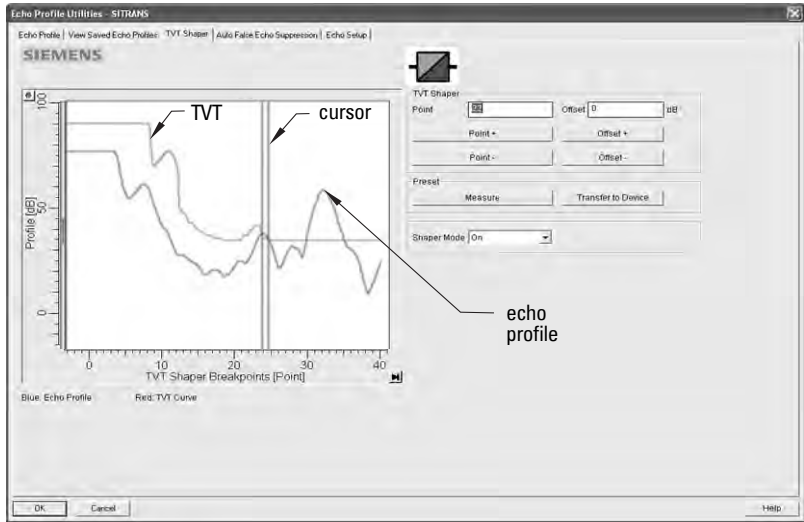 Echo Profile Utilities - SITRANS
Echo Profile | View Saved Echo Profiles | TVT Shaper | Auto False Echo Suppression | Echo Setup
SIEMENS
TVT Shaper
Point
Offset 0 dB
Point +
Offset +
Point -
Offset -
Preset
Measure
Transfer to Device
Shaper Mode On
TVT
cursor
echo
profile
Profile [dB]
100
50
0
0 10 20 30 40
TVT Shaper Breakpoints [Point]
Blue: Echo Profile
Red: TVT Curve
OK
Cancel
Help